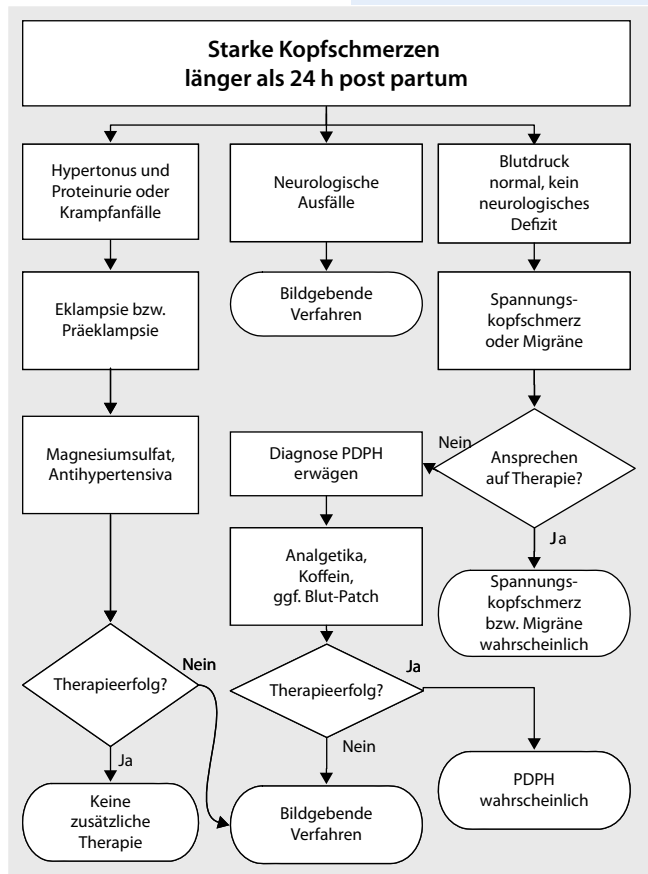 Starke Kopfschmerzen
länger als 24 h post partum
Hypertonus und
Proteinurie oder
Krampfanfälle
Neurologische
Ausfälle
Blutdruck
normal, kein
neurologisches
Defizit
Eklampsie bzw.
Präeklampsie
Bildgebende
Verfahren
Spannungs-
kopfschmerz
oder Migräne
Magnesiumsulfat,
Antihypertensiva
Diagnose PDPH
erwägen
Nein
Ansprechen
auf Therapie?
Ja
Analgetika,
Koffein,
ggf. Blut-Patch
Spannungs-
kopfschmerz
bzw. Migräne
wahrscheinlich
Therapieerfolg?
Nein
Therapieerfolg?
Ja
Ja
Nein
Keine
zusätzliche
Therapie
Bildgebende
Verfahren
PDPH
wahrscheinlich